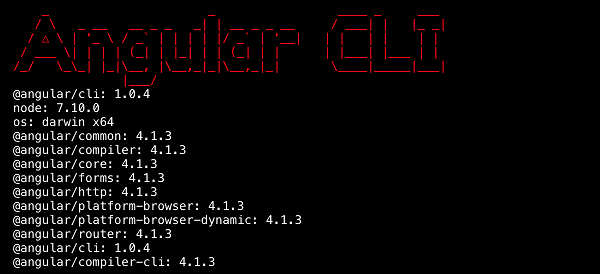 Angular CLI
@angular/cli: 1.0.4
node: 7.10.0
os: darwin x64
@angular/common: 4.1.3
@angular/compiler: 4.1.3
@angular/core: 4.1.3
@angular/forms: 4.1.3
@angular/http: 4.1.3
@angular/platform-browser: 4.1.3
@angular/platform-browser-dynamic: 4.1.3
@angular/router: 4.1.3
@angular/cli: 1.0.4
@angular/compiler-cli: 4.1.3